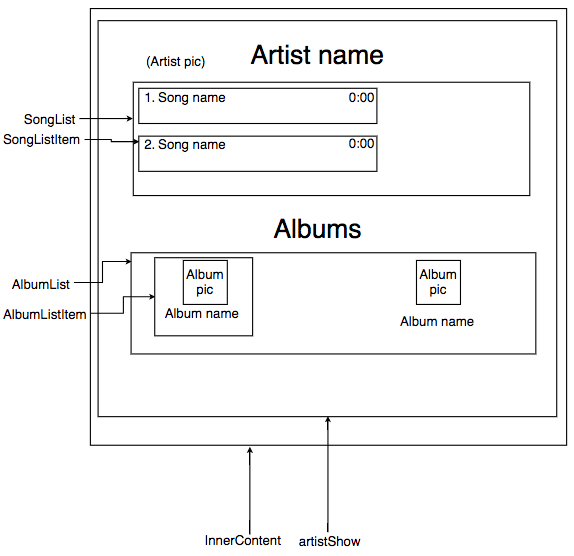 (Artist pic)
Artist name
1. Song name 0:00
SongList
SongListItem
2. Song name 0:00
Albums
AlbumList
AlbumListItem
Album
pic
Album name
Album
pic
Album name
InnerContent
artistShow